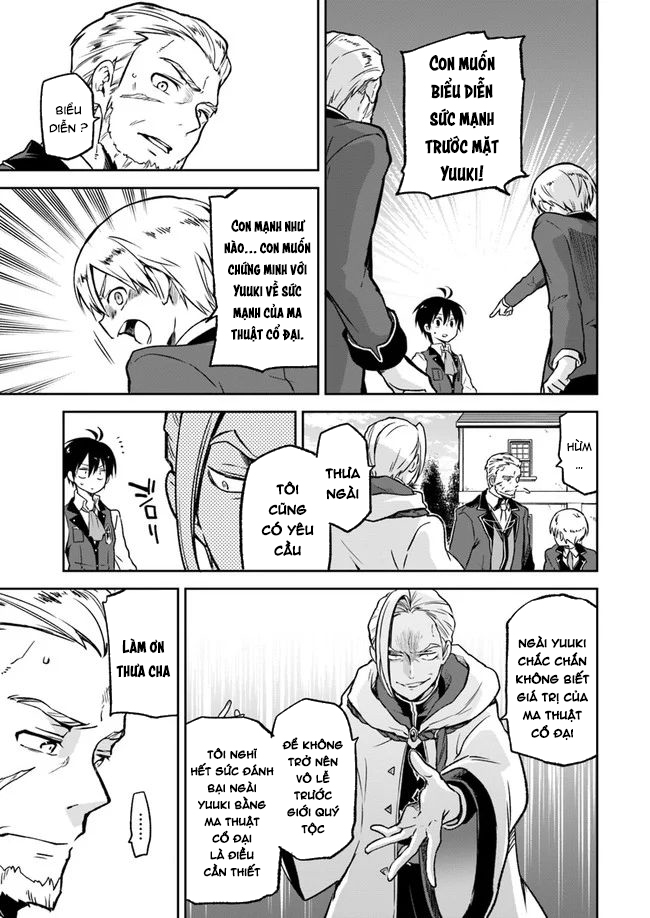 CON MUỐN
BIỂU DIỄN
SỨC MẠNH
TRƯỚC MẶT
YUUKI!
BIỂU
DIỄN ?
CON MẠNH NHƯ
NÀO... CON MUỐN
CHỨNG MINH VỚI
YUUKI VỀ SỨC
MẠNH CỦA MA
THUẬT CỔ ĐẠI.
HỪM
...
THƯA
NGÀI
TÔI
CŨNG
CÓ YÊU
CẦU
NGÀI YUUKI
CHẮC CHẮN
KHÔNG BIẾT
GIÁ TRỊ CỦA
MA THUẬT
CỔ ĐẠI
ĐỂ KHÔNG
TRỞ NÊN
VÔ LỄ
TRƯỚC
GIỚI QUÝ
TỘC
TÔI NGHĨ
HẾT SỨC ĐÁNH
BẠI NGÀI
YUUKI BẰNG
MA THUẬT
CỔ ĐẠI
LÀ ĐIỀU
CẦN THIẾT
LÀM ƠN
THƯA CHA
........